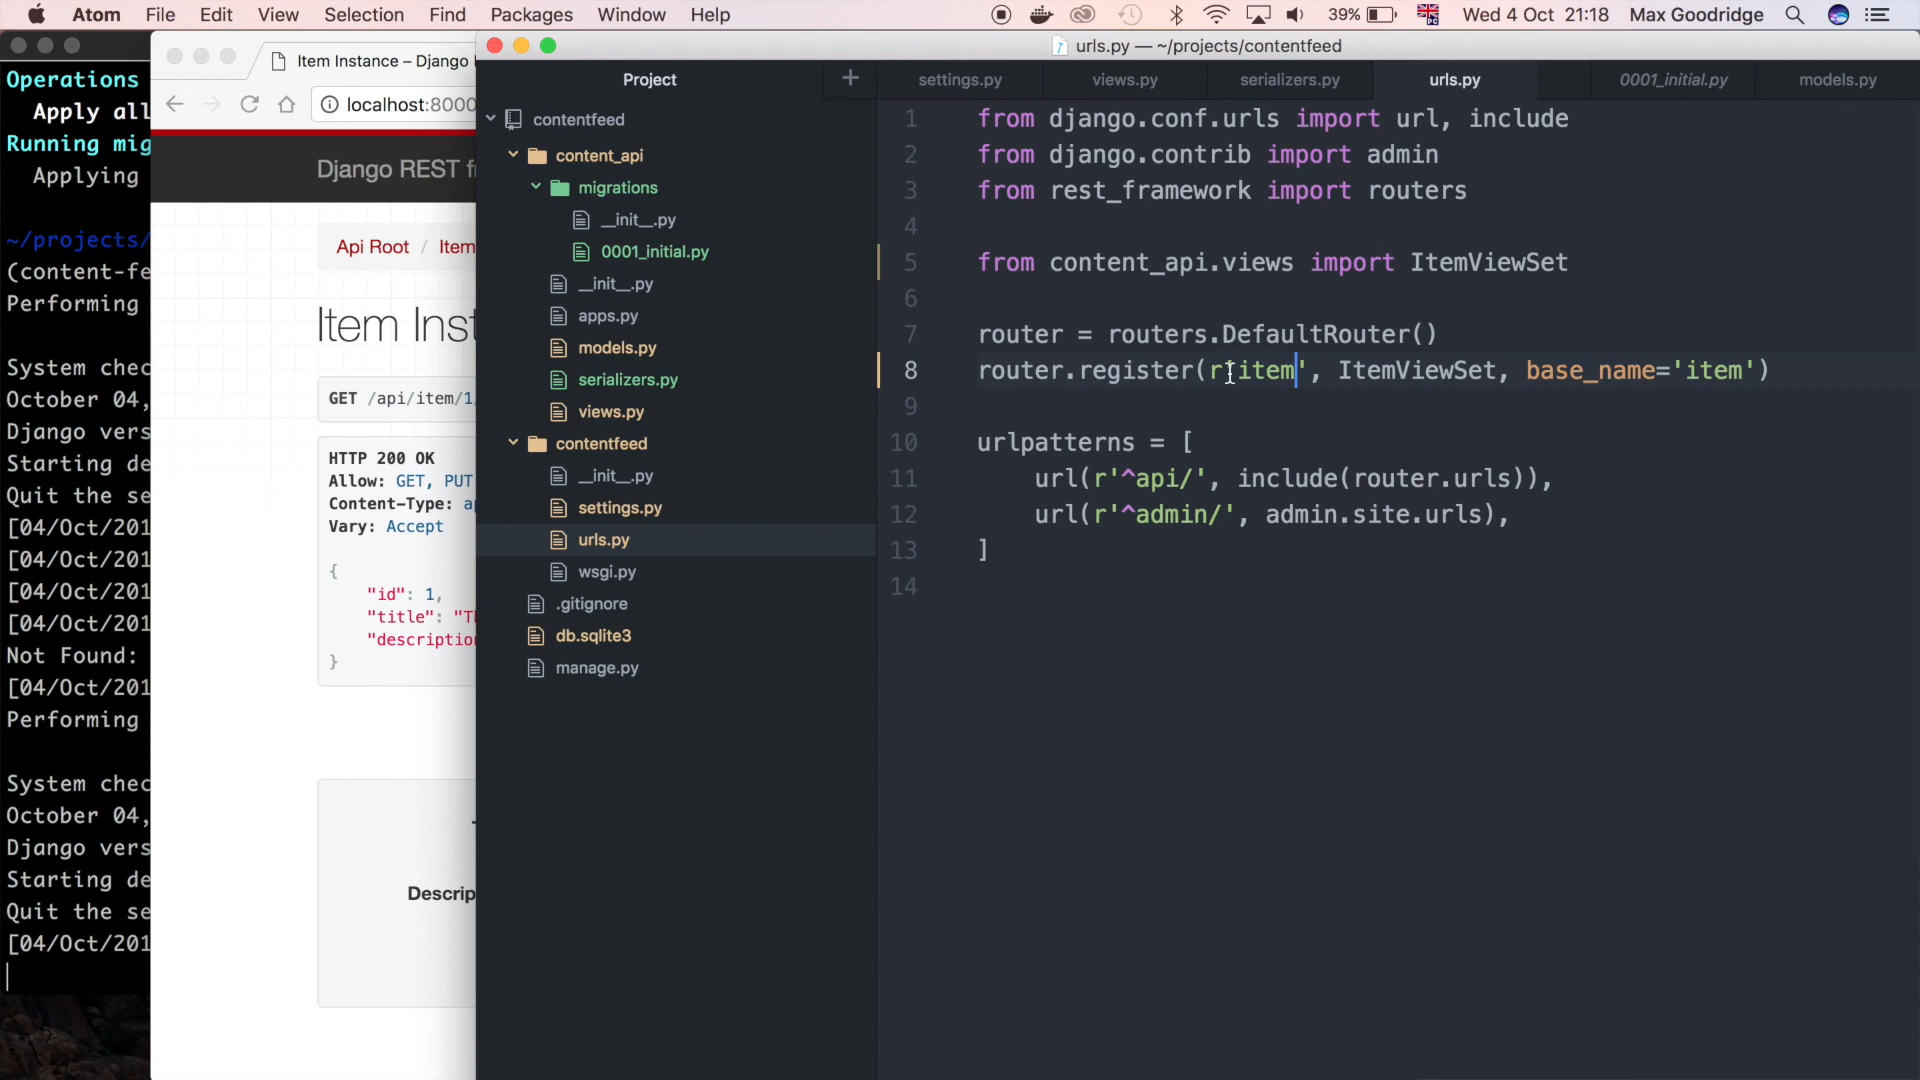 Atom File Edit View Selection Find Packages Window Help 39% Wed 4 Oct 21:18 Max Goodridge
Operations
Apply all
Running mig
Applying
~/projects/
(content-fe
Performing
System chec
October 04,
Django vers
Starting de
Quit the se
[04/Oct/201
[04/Oct/201
[04/Oct/201
[04/Oct/201
Not Found:
[04/Oct/201
Performing
System chec
October 04,
Django vers
Starting de
Quit the se
[04/Oct/201
Item Instance – Django
localhost:8000
Django REST f
Api Root / Item
Item Inst
GET /api/item/1
HTTP 200 OK
Allow: GET, PUT
Content-Type: a
Vary: Accept
{
"id": 1,
"title": "Th
"description
}
Descrip
urls.py — ~/projects/contentfeed
Project
contentfeed
content_api
migrations
__init__.py
0001_initial.py
__init__.py
apps.py
models.py
serializers.py
views.py
contentfeed
__init__.py
settings.py
urls.py
wsgi.py
.gitignore
db.sqlite3
manage.py
settings.py views.py serializers.py urls.py 0001_initial.py models.py
1 from django.conf.urls import url, include
2 from django.contrib import admin
3 from rest_framework import routers
4
5 from content_api.views import ItemViewSet
6
7 router = routers.DefaultRouter()
8 router.register(r'item', ItemViewSet, base_name='item')
9
10 urlpatterns = [
11 url(r'^api/', include(router.urls)),
12 url(r'^admin/', admin.site.urls),
13 ]
14